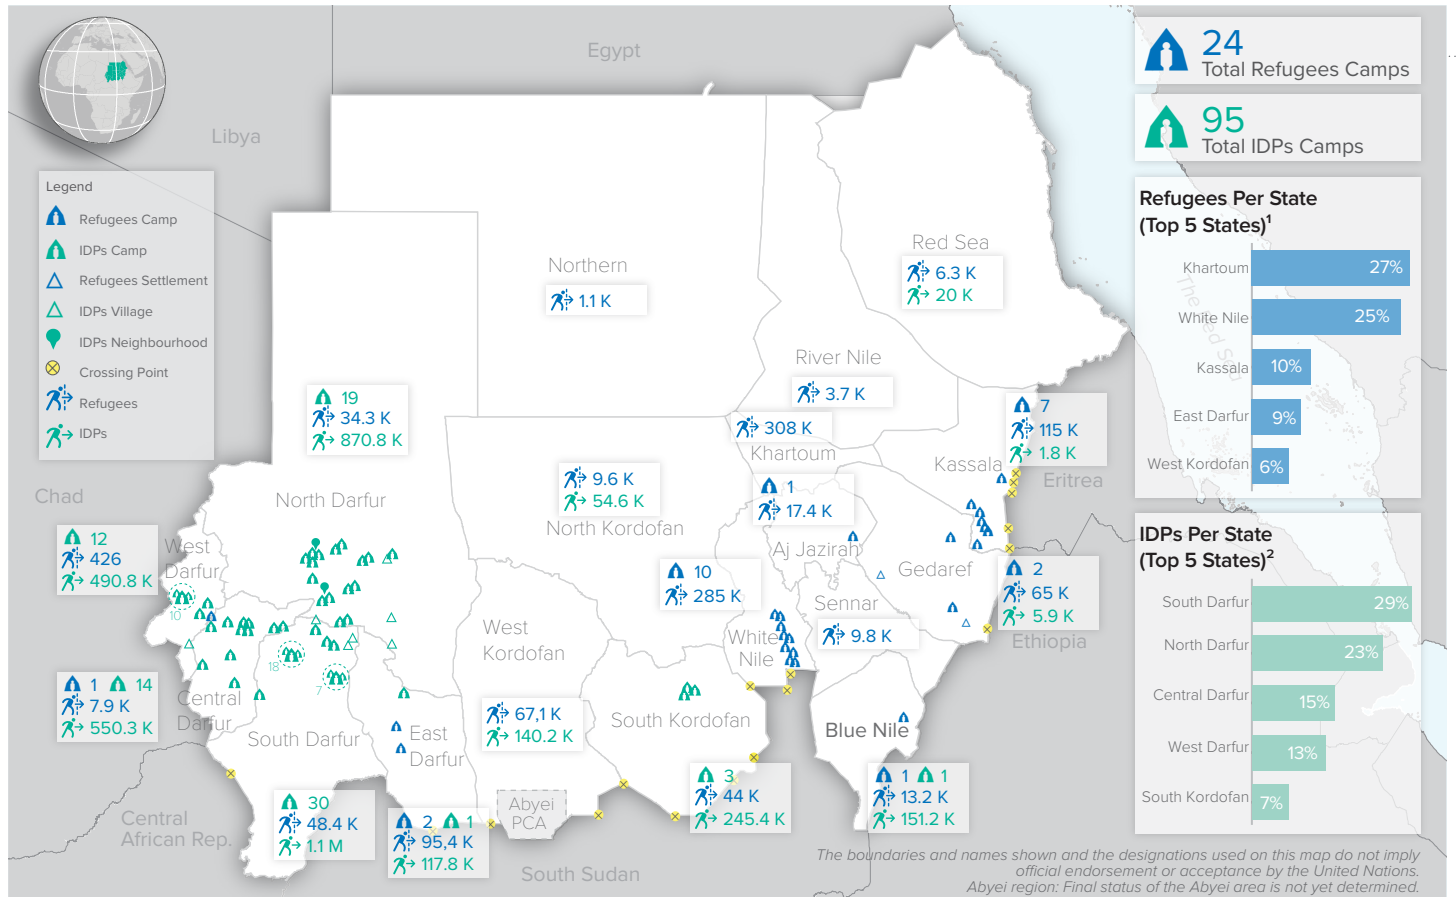 Egypt
Libya
Chad
Central
African Rep.
South Sudan
Ethiopia
Eritrea
The Red Sea
Legend
Refugees Camp
IDPs Camp
Refugees Settlement
IDPs Village
IDPs Neighbourhood
Crossing Point
Refugees
IDPs
Northern
1.1 K
Red Sea
6.3 K
20 K
River Nile
3.7 K
308 K
Khartoum
19
34.3 K
870.8 K
North Darfur
9.6 K
54.6 K
North Kordofan
1
17.4 K
Aj Jazirah
Kassala
7
115 K
1.8 K
Gedaref
2
65 K
5.9 K
12
426
490.8 K
West
Darfur
10
18
7
10
285 K
White
Nile
Sennar
9.8 K
1 14
7.9 K
550.3 K
Central
Darfur
South Darfur
30
48.4 K
1.1 M
East
Darfur
2 1
95,4 K
117.8 K
West
Kordofan
67,1 K
140.2 K
Abyei
PCA
South Kordofan
3
44 K
245.4 K
Blue Nile
1 1
13.2 K
151.2 K
24
Total Refugees Camps
95
Total IDPs Camps
Refugees Per State
(Top 5 States)¹
Khartoum 27%
White Nile 25%
Kassala 10%
East Darfur 9%
West Kordofan 6%
IDPs Per State
(Top 5 States)²
South Darfur 29%
North Darfur 23%
Central Darfur 15%
West Darfur 13%
South Kordofan 7%
The boundaries and names shown and the designations used on this map do not imply
official endorsement or acceptance by the United Nations.
Abyei region: Final status of the Abyei area is not yet determined.